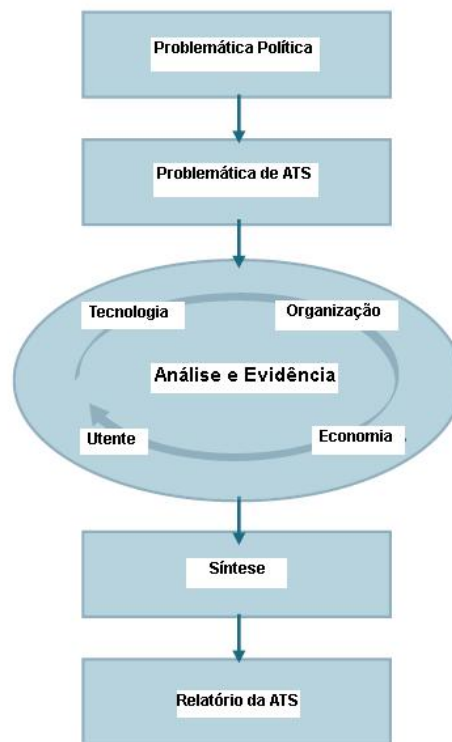 Problemática Política
Problemática de ATS
Tecnologia
Organização
Análise e Evidência
Utente
Economia
Síntese
Relatório da ATS